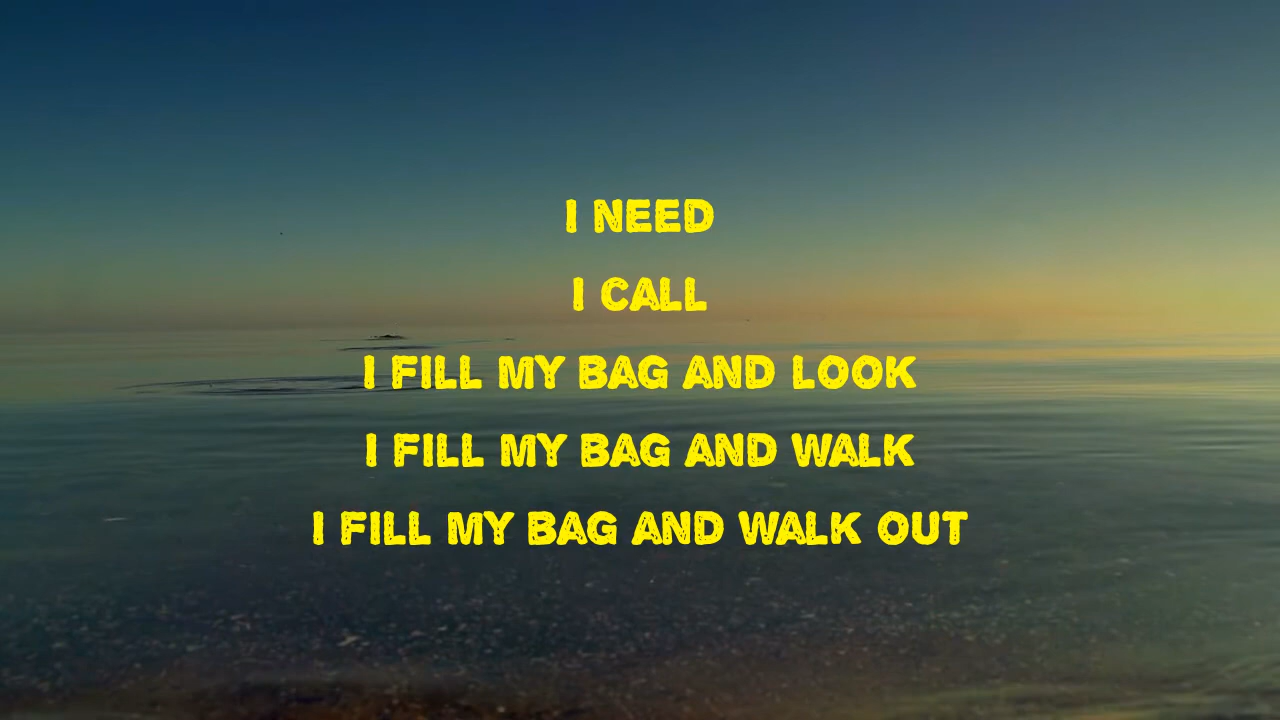 I NEED
I CALL
I FILL MY BAG AND LOOK
I FILL MY BAG AND WALK
I FILL MY BAG AND WALK OUT